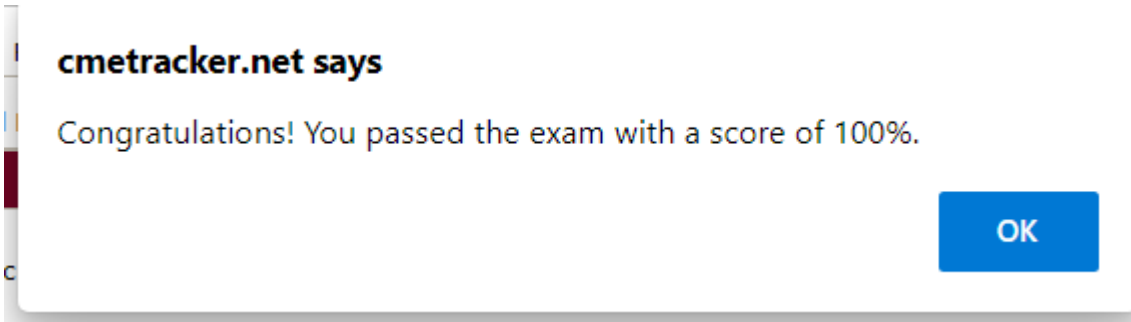 cmetracker.net says
Congratulations! You passed the exam with a score of 100%.
OK